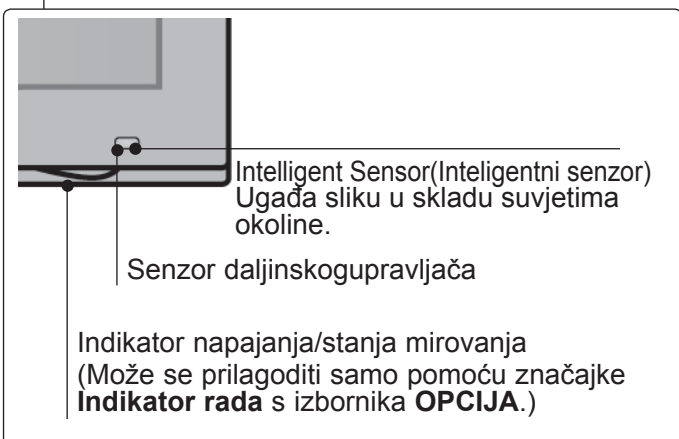 Intelligent Sensor(Inteligentni senzor)
Ugađa sliku u skladu suvjetima
okoline.
Senzor daljinskogupravljača
Indikator napajanja/stanja mirovanja
(Može se prilagoditi samo pomoću značajke
Indikator rada s izbornika OPCIJA.)